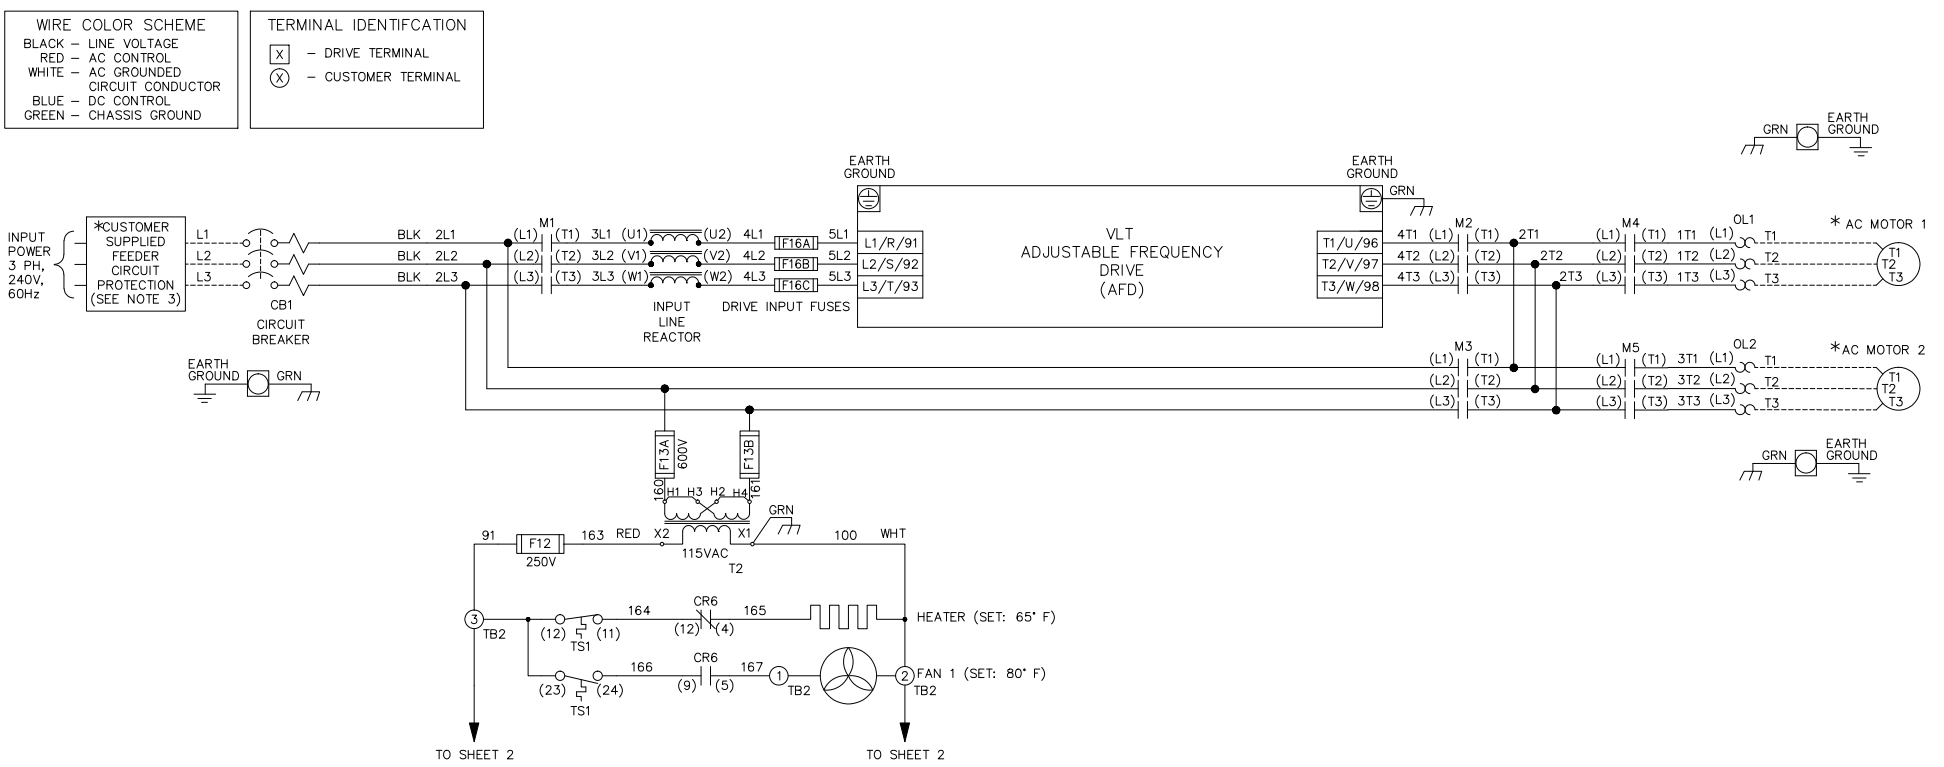 WIRE COLOR SCHEME
BLACK – LINE VOLTAGE
RED – AC CONTROL
WHITE – AC GROUNDED
CIRCUIT CONDUCTOR
BLUE – DC CONTROL
GREEN – CHASSIS GROUND
TERMINAL IDENTIFCATION
X – DRIVE TERMINAL
X – CUSTOMER TERMINAL
INPUT
POWER
3 PH,
240V,
60Hz
*CUSTOMER
SUPPLIED
FEEDER
CIRCUIT
PROTECTION
(SEE NOTE 3)
L1
L2
L3
CB1
CIRCUIT
BREAKER
EARTH
GROUND GRN
BLK 2L1
BLK 2L2
BLK 2L3
M1
(L1) (T1) 3L1 (U1) (U2) 4L1 F16A 5L1
(L2) (T2) 3L2 (V1) (V2) 4L2 F16B 5L2
(L3) (T3) 3L3 (W1) (W2) 4L3 F16C 5L3
INPUT
LINE
REACTOR
DRIVE INPUT FUSES
EARTH
GROUND
L1/R/91
L2/S/92
L3/T/93
VLT
ADJUSTABLE FREQUENCY
DRIVE
(AFD)
EARTH
GROUND
GRN
T1/U/96
T2/V/97
T3/W/98
M2 M4 OL1
4T1 (L1) (T1) 2T1 (L1) (T1) 1T1 (L1) T1
4T2 (L2) (T2) 2T2 (L2) (T2) 1T2 (L2) T2
4T3 (L3) (T3) 2T3 (L3) (T3) 1T3 (L3) T3
* AC MOTOR 1
T1
T2
T3
GRN EARTH
GROUND
M3 M5 OL2
(L1) (T1) (L1) (T1) 3T1 (L1) T1
(L2) (T2) (L2) (T2) 3T2 (L2) T2
(L3) (T3) (L3) (T3) 3T3 (L3) T3
*AC MOTOR 2
T1
T2
T3
GRN EARTH
GROUND
F13A
600V
F13B
160
161
H1 H3 H2 H4
GRN
91 F12 163 RED X2 X1 100 WHT
250V
115VAC
T2
3
TB2
(12) (11)
TS1
164
CR6
(12) (4)
165
HEATER (SET: 65° F)
(23) (24)
TS1
166
CR6
(9) (5)
167
1
TB2
2
TB2
FAN 1 (SET: 80° F)
TO SHEET 2
TO SHEET 2